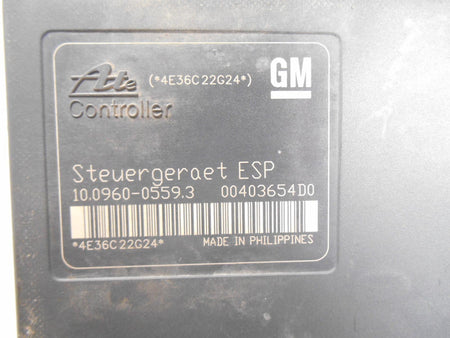 Ate (*4E36C22G24*) GM
Controller
Steuergeraet ESP
10.0960-0559.3 00403654D0
*4E36C22G24* MADE IN PHILIPPINES